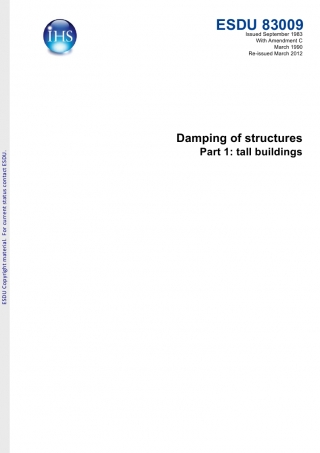 IHS
ESDU 83009
Issued September 1983
With Amendment C
March 1990
Re-issued March 2012
Damping of structures
Part 1: tall buildings
ESDU Copyright material. For current status contact ESDU.